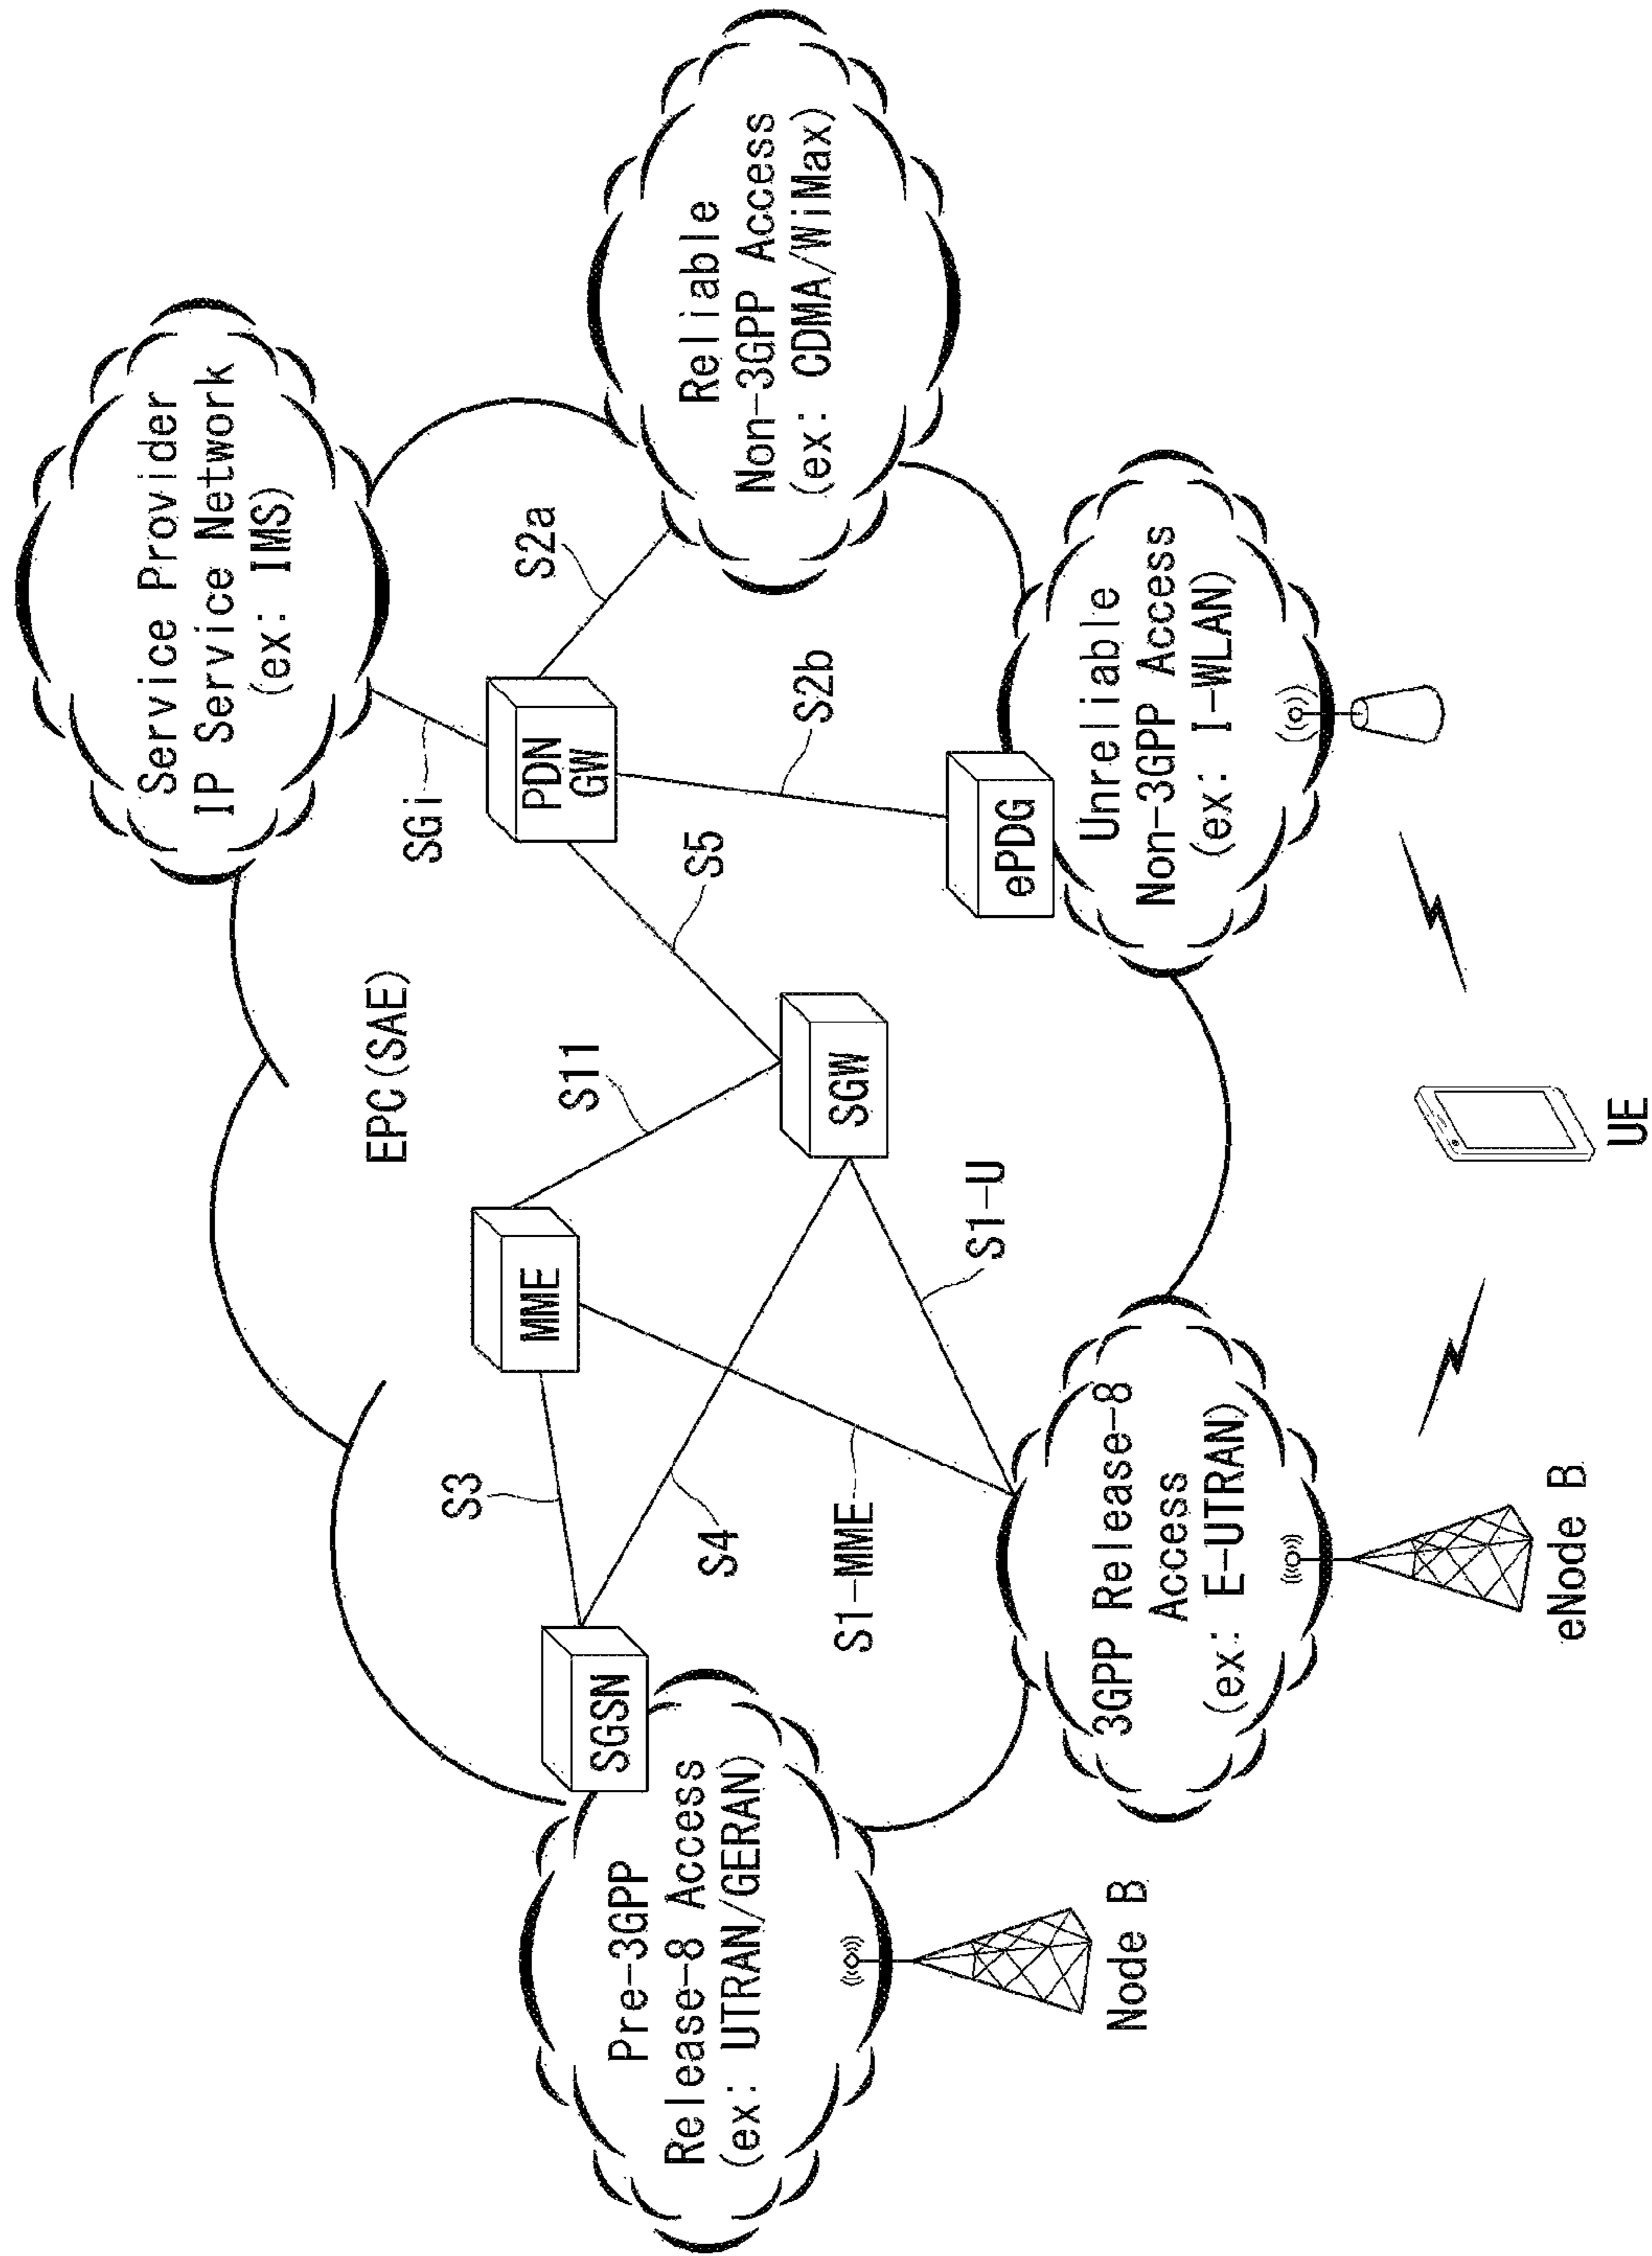 Service Provider
IP Service Network
(ex: IMS)
SGi
S2a
Reliable
Non-3GPP Access
(ex: CDMA/WiMax)
EPC(SAE)
PDN
GW
S5
S2b
S11
MME
S3
SGSN
SGW
ePDG
S4
S1-MME
S1-U
Pre-3GPP
Release-8 Access
(ex: UTRAN/GERAN)
3GPP Release-8
Access
(ex: E-UTRAN)
Unreliable
Non-3GPP Access
(ex: I-WLAN)
Node B
eNode B
UE